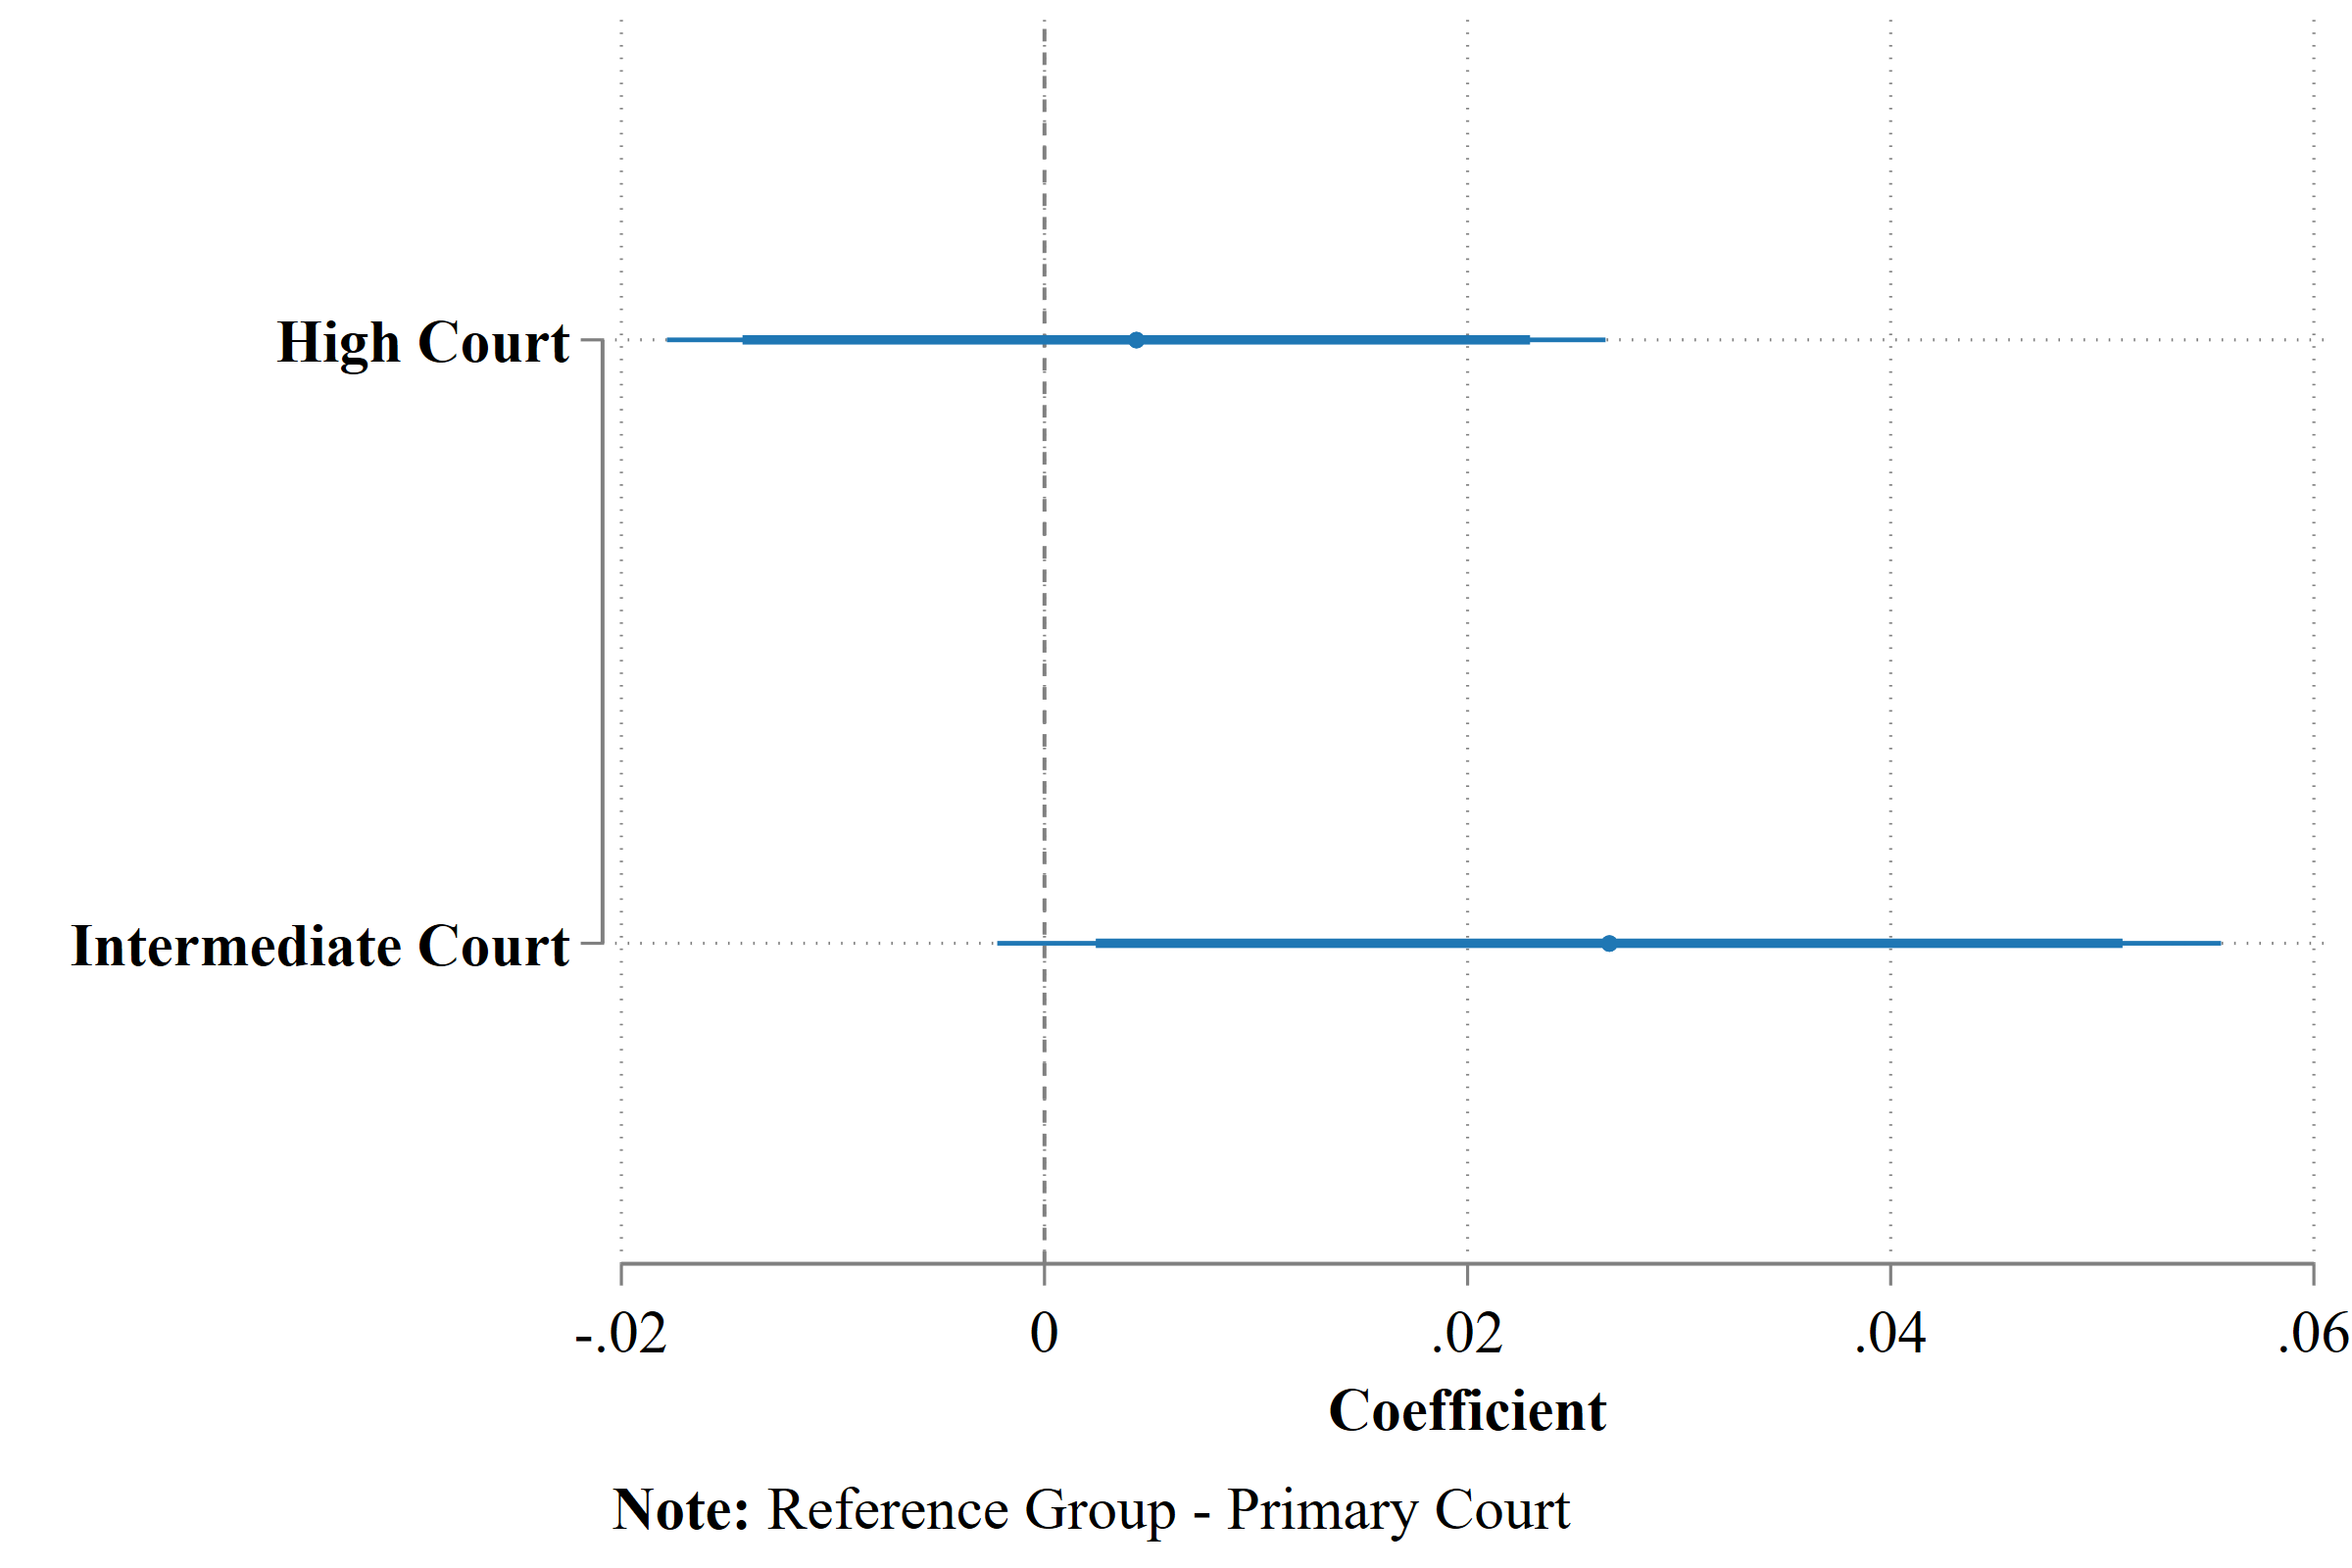 High Court
Intermediate Court
-.02 0 .02 .04 .06
Coefficient
Note: Reference Group - Primary Court